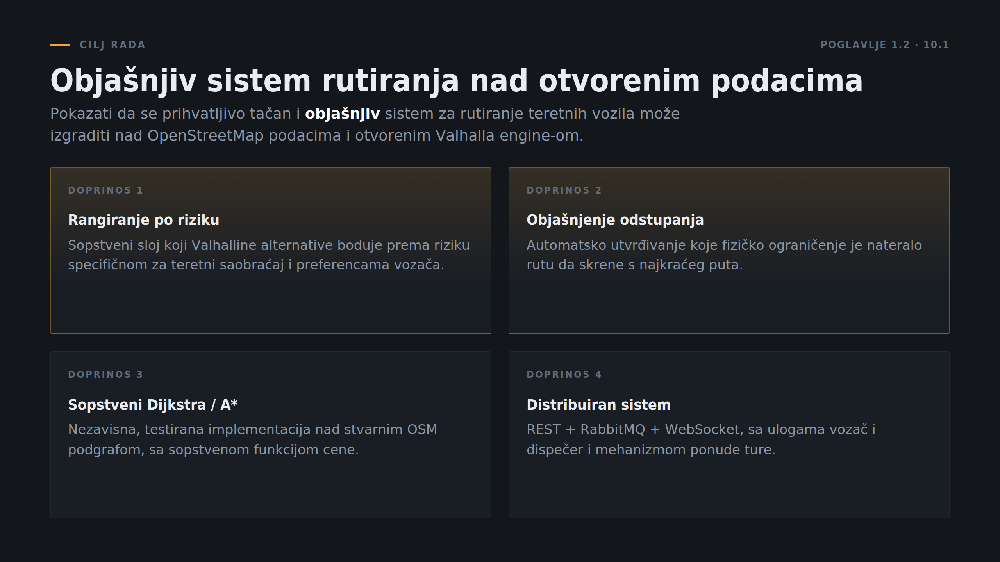 CILJ RADA
POGLAVLJE 1.2 · 10.1
Objašnjiv sistem rutiranja nad otvorenim podacima
Pokazati da se prihvatljivo tačan i objašnjiv sistem za rutiranje teretnih vozila može
izgraditi nad OpenStreetMap podacima i otvorenim Valhalla engine-om.
DOPRINOS 1
Rangiranje po riziku
Sopstveni sloj koji Valhalline alternative boduje prema riziku
specifičnom za teretni saobraćaj i preferencama vozača.
DOPRINOS 2
Objašnjenje odstupanja
Automatsko utvrđivanje koje fizičko ograničenje je nateralo
rutu da skrene s najkraćeg puta.
DOPRINOS 3
Sopstveni Dijkstra / A*
Nezavisna, testirana implementacija nad stvarnim OSM
podgrafom, sa sopstvenom funkcijom cene.
DOPRINOS 4
Distribuiran sistem
REST + RabbitMQ + WebSocket, sa ulogama vozač i
dispečer i mehanizmom ponude ture.